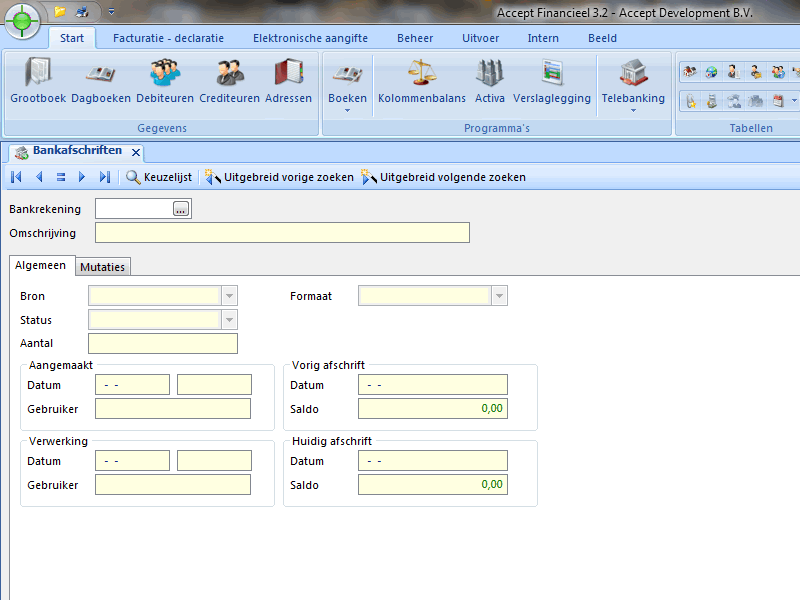 Accept Financieel 3.2 - Accept Development B.V.
Start Facturatie - declaratie Elektronische aangifte Beheer Uitvoer Intern Beeld
Grootboek Dagboeken Debiteuren Crediteuren Adressen Boeken Kolommenbalans Activa Verslaglegging Telebanking
Gegevens Programma's Tabellen
Bankafschriften
Keuzelijst Uitgebreid vorige zoeken Uitgebreid volgende zoeken
Bankrekening ...
Omschrijving
Algemeen Mutaties
Bron Formaat
Status
Aantal
Aangemaakt Vorig afschrift
Datum - - Datum - -
Gebruiker Saldo 0,00
Verwerking Huidig afschrift
Datum - - Datum - -
Gebruiker Saldo 0,00